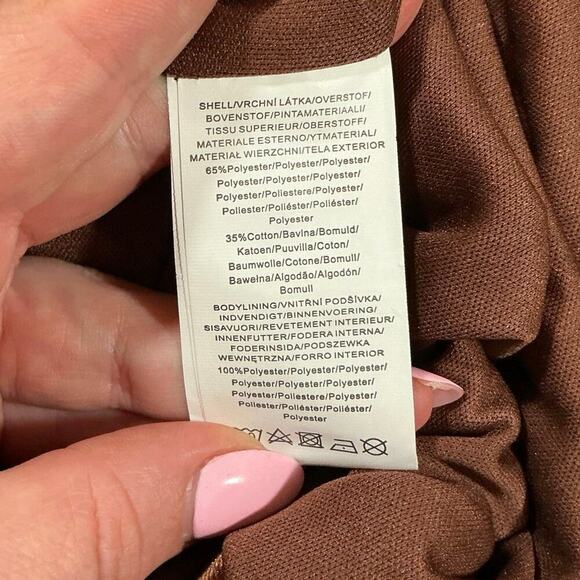 SHELL/VRCHNÍ LÁTKA/OVERSTOF/
BOVENSTOF/PINTAMATERIAALI/
TISSU SUPERIEUR/OBERSTOFF/
MATERIALE ESTERNO/YTMATERIAL/
MATERIAŁ WIERZCHNI/TELA EXTERIOR
65%Polyester/Polyester/Polyester/
Polyester/Polyester/Polyester/
Polyester/Poliestere/Polyester/
Poliester/Poliéster/Poliéster/
Polyester
35%Cotton/Bavlna/Bomuld/
Katoen/Puuvilla/Coton/
Baumwolle/Cotone/Bomull/
Bawełna/Algodão/Algodón/
Bomull
BODYLINING/VNITŘNÍ PODŠÍVKA/
INDVENDIGT/BINNENVOERING/
SISAVUORI/REVETEMENT INTERIEUR/
INNENFUTTER/FODERA INTERNA/
FODERINSIDA/PODSZEWKA
WEWNĘTRZNA/FORRO INTERIOR
100%Polyester/Polyester/Polyester/
Polyester/Polyester/Polyester/
Polyester/Poliestere/Polyester/
Poliester/Poliéster/Poliéster/
Polyester